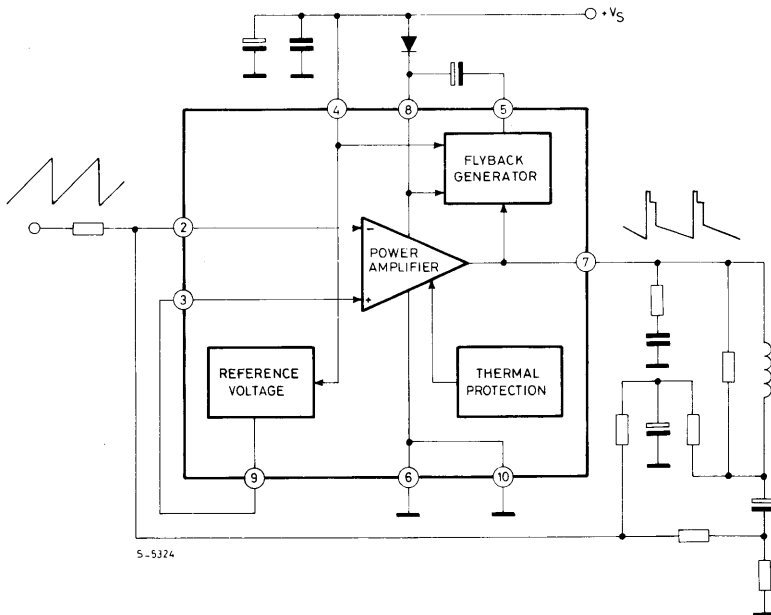 +VS
4
8
5
FLYBACK
GENERATOR
2
-
POWER
AMPLIFIER
7
3
+
REFERENCE
VOLTAGE
THERMAL
PROTECTION
9
6
10
S-5324